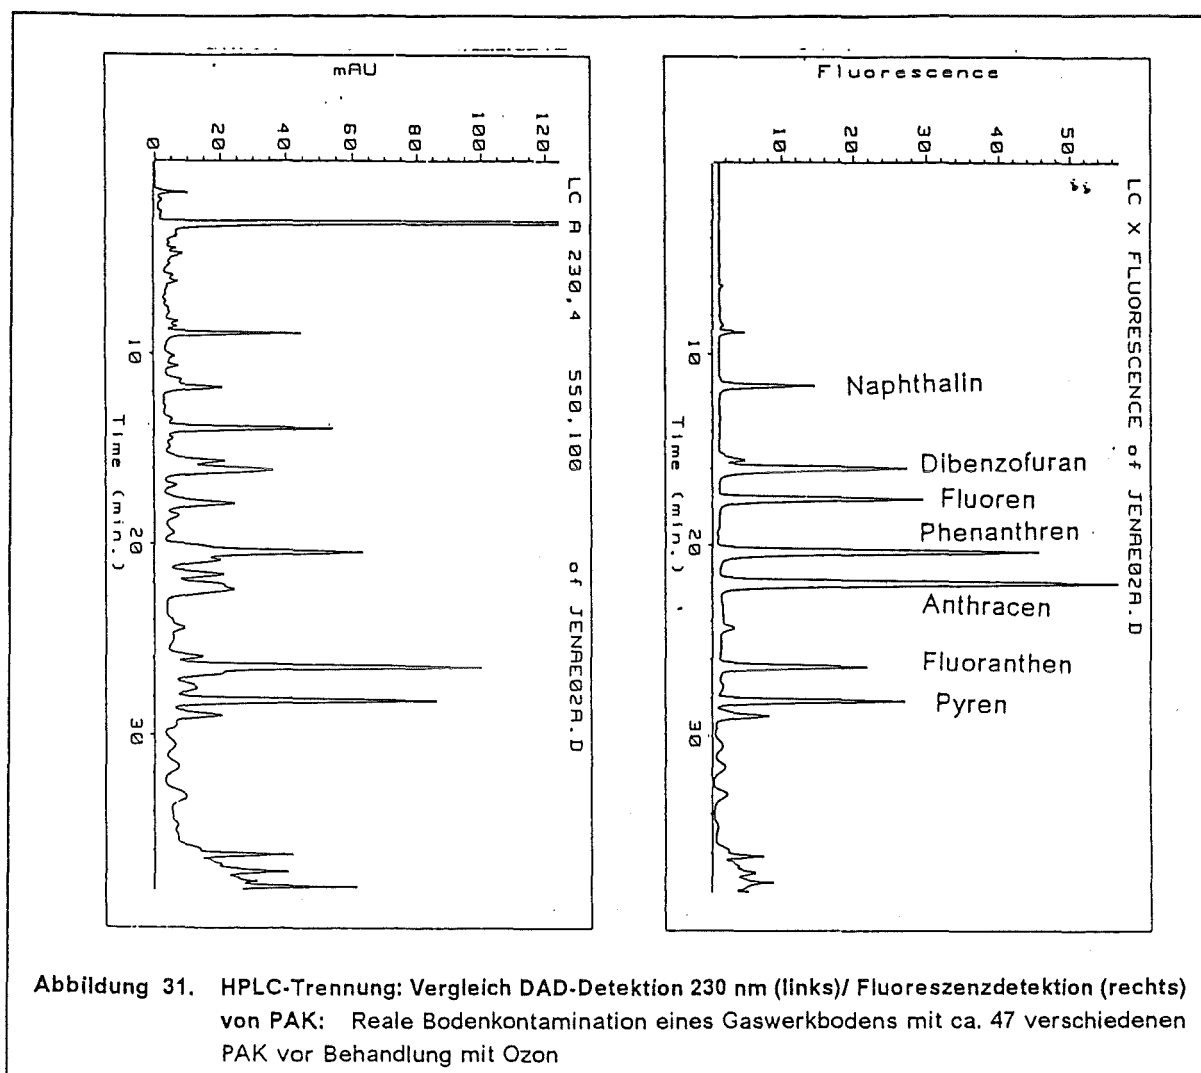 mAU
0
20
40
60
80
100
120
LC A 230,4 550,100 of JENAE02A.D
10
20
30
Time (min.)
Fluorescence
10
20
30
40
50
LC X FLUORESCENCE of JENAE02A.D
10
20
30
Time (min.)
Naphthalin
Dibenzofuran
Fluoren
Phenanthren
Anthracen
Fluoranthen
Pyren
Abbildung 31. HPLC-Trennung: Vergleich DAD-Detektion 230 nm (links)/ Fluoreszenzdetektion (rechts)
von PAK: Reale Bodenkontamination eines Gaswerkbodens mit ca. 47 verschiedenen
PAK vor Behandlung mit Ozon